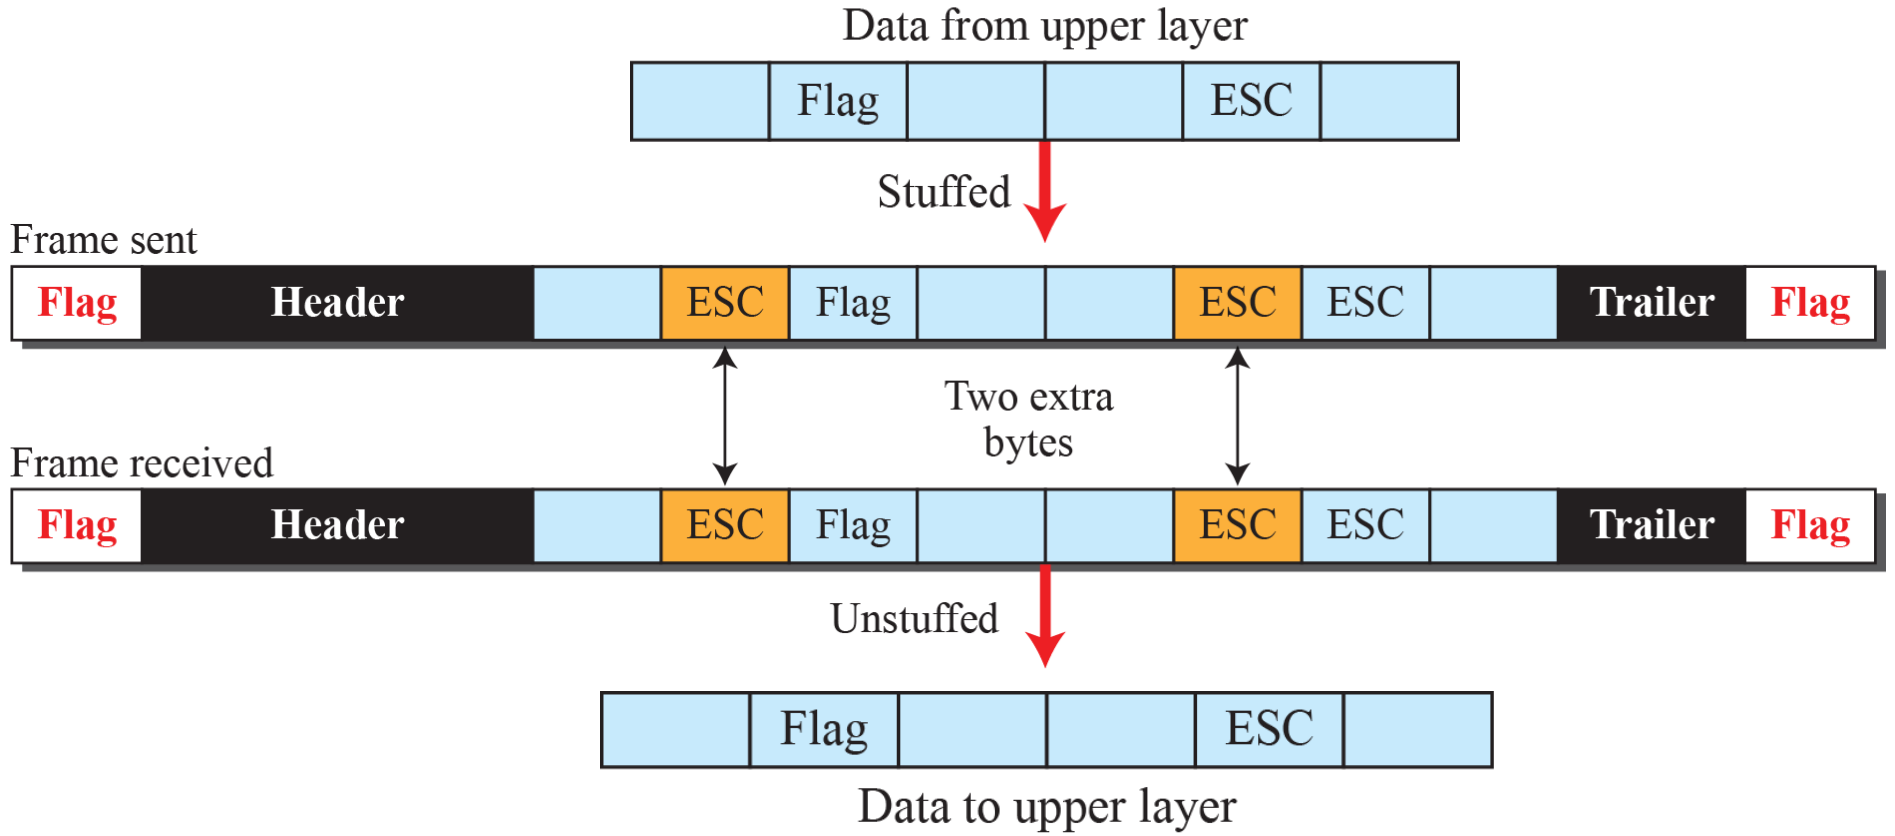 Data from upper layer
Flag ESC
Stuffed
Frame sent
Flag Header ESC Flag ESC ESC Trailer Flag
Two extra
bytes
Frame received
Flag Header ESC Flag ESC ESC Trailer Flag
Unstuffed
Flag ESC
Data to upper layer